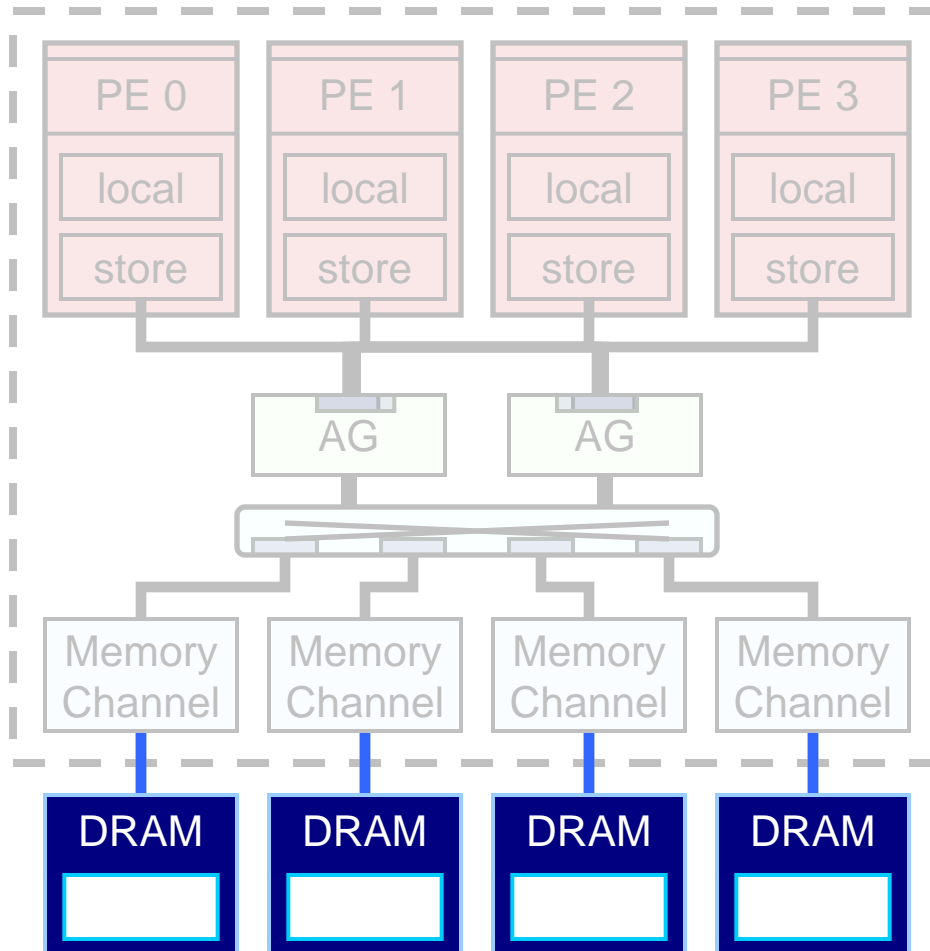 PE 0
PE 1
PE 2
PE 3
local
local
local
local
store
store
store
store
AG
AG
Memory
Channel
Memory
Channel
Memory
Channel
Memory
Channel
DRAM
DRAM
DRAM
DRAM